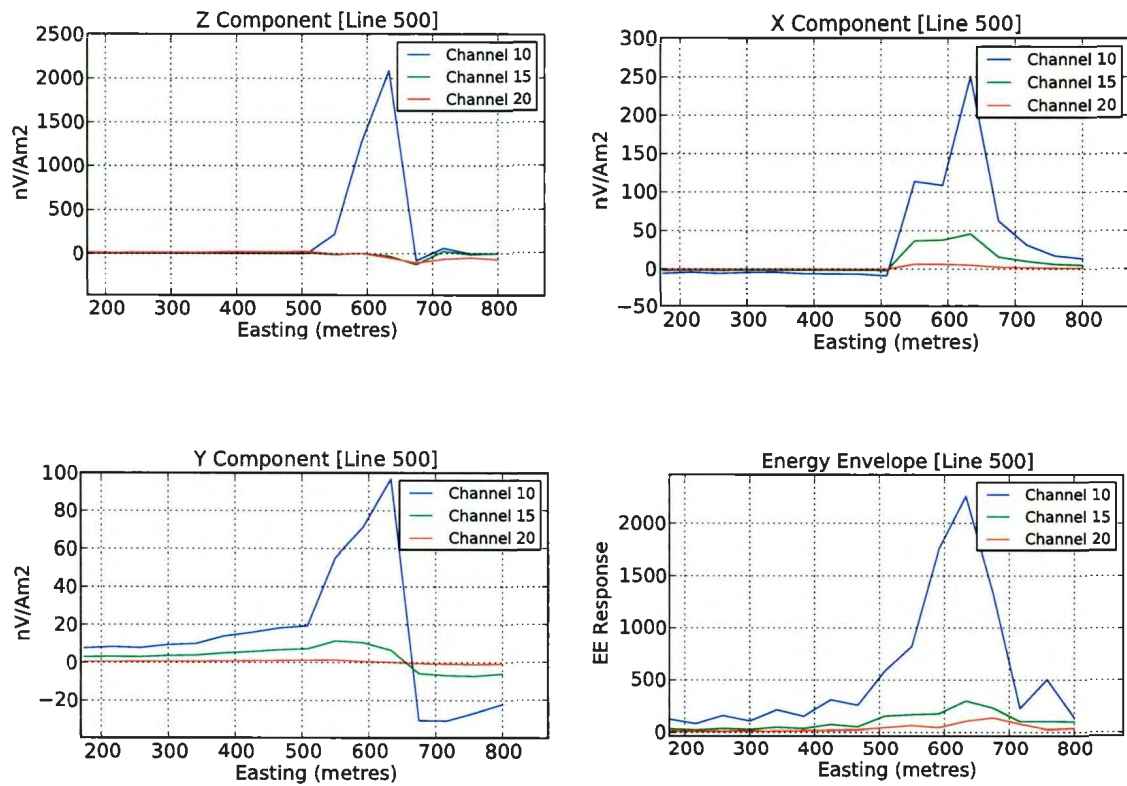 Z Component [Line 500]
2500
2000
1500
1000
500
0
nV/Am2
Channel 10
Channel 15
Channel 20
200 300 400 500 600 700 800
Easting (metres)
X Component [Line 500]
300
250
200
150
100
50
0
−50
nV/Am2
Channel 10
Channel 15
Channel 20
200 300 400 500 600 700 800
Easting (metres)
Y Component [Line 500]
100
80
60
40
20
0
−20
nV/Am2
Channel 10
Channel 15
Channel 20
200 300 400 500 600 700 800
Easting (metres)
Energy Envelope [Line 500]
2000
1500
1000
500
0
EE Response
Channel 10
Channel 15
Channel 20
200 300 400 500 600 700 800
Easting (metres)